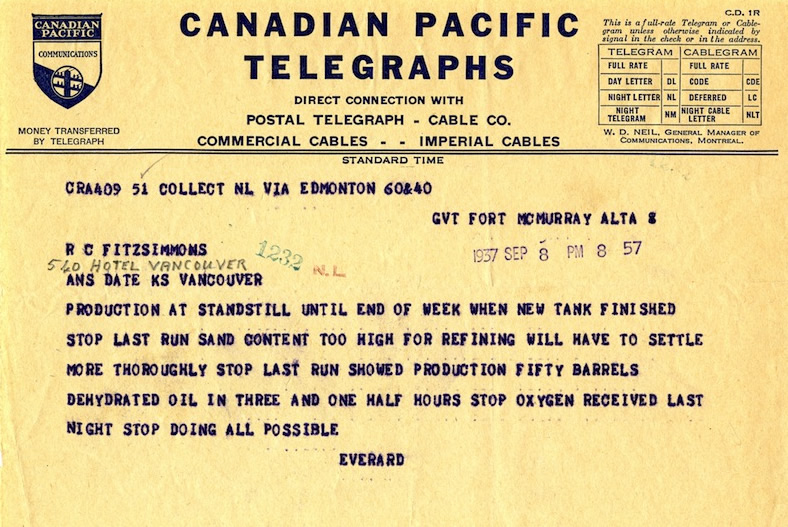 C.D. 1R
CANADIAN
PACIFIC
COMMUNICATIONS
MONEY TRANSFERRED
BY TELEGRAPH
CANADIAN PACIFIC
TELEGRAPHS
DIRECT CONNECTION WITH
POSTAL TELEGRAPH - CABLE CO.
COMMERCIAL CABLES - - IMPERIAL CABLES
This is a full-rate Telegram or Cable-
gram unless otherwise indicated by
signal in the check or in the address.
TELEGRAM CABLEGRAM
FULL RATE FULL RATE
DAY LETTER DL CODE CDE
NIGHT LETTER NL DEFERRED LC
NIGHT TELEGRAM NM NIGHT CABLE LETTER NLT
W. D. NEIL, GENERAL MANAGER OF
COMMUNICATIONS, MONTREAL.
STANDARD TIME
CRA409 51 COLLECT NL VIA EDMONTON 60&40
GVT FORT MCMURRAY ALTA 8
R C FITZSIMMONS
1232
1937 SEP 8 PM 8 57
540 HOTEL VANCOUVER
N.L.
ANS DATE KS VANCOUVER
PRODUCTION AT STANDSTILL UNTIL END OF WEEK WHEN NEW TANK FINISHED
STOP LAST RUN SAND CONTENT TOO HIGH FOR REFINING WILL HAVE TO SETTLE
MORE THOROUGHLY STOP LAST RUN SHOWED PRODUCTION FIFTY BARRELS
DEHYDRATED OIL IN THREE AND ONE HALF HOURS STOP OXYGEN RECEIVED LAST
NIGHT STOP DOING ALL POSSIBLE
EVERARD